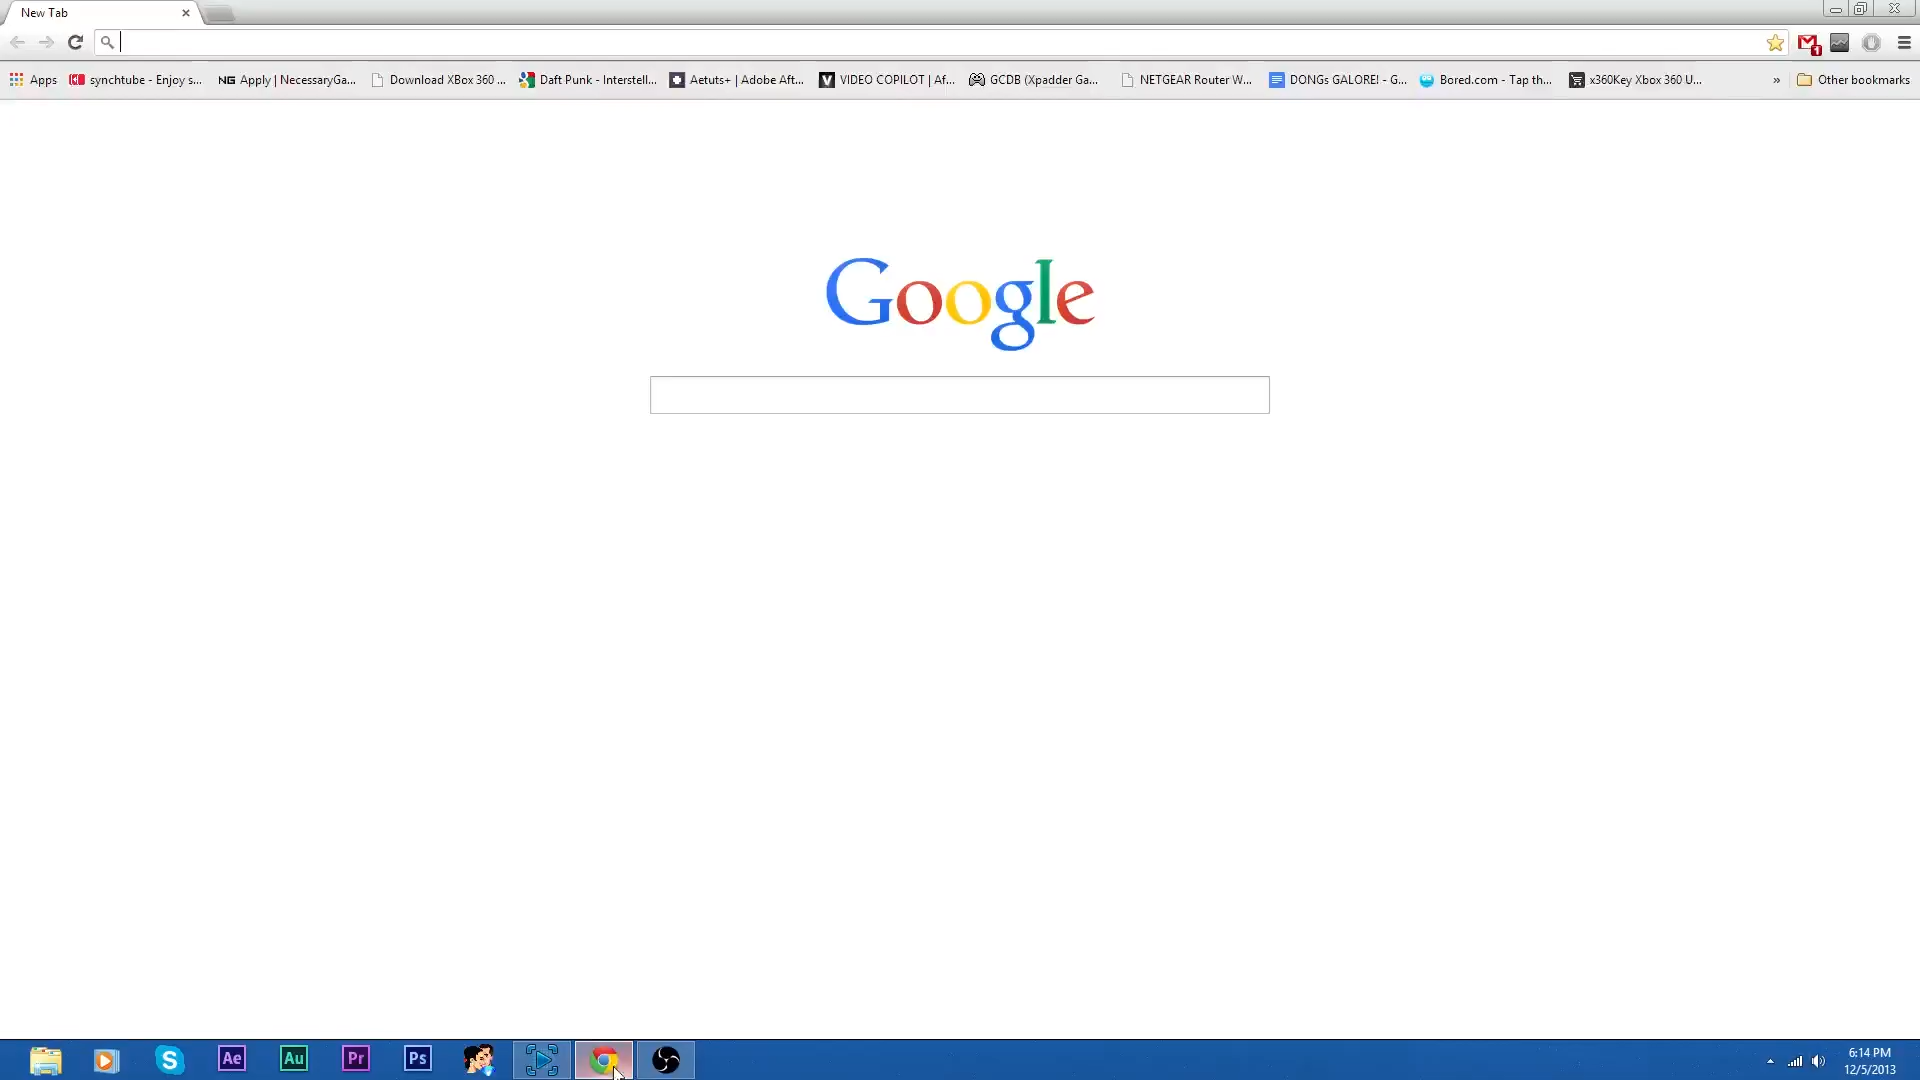 New Tab
Apps synchtube - Enjoy s... NG Apply | NecessaryGa... Download XBox 360 ... Daft Punk - Interstell... Aetuts+ | Adobe Aft... V VIDEO COPILOT | Af... GCDB (Xpadder Ga... NETGEAR Router W... DONGs GALORE! - G... Bored.com - Tap th... x360Key Xbox 360 U... » Other bookmarks
Google
S Ae Au Pr Ps
6:14 PM
12/5/2013